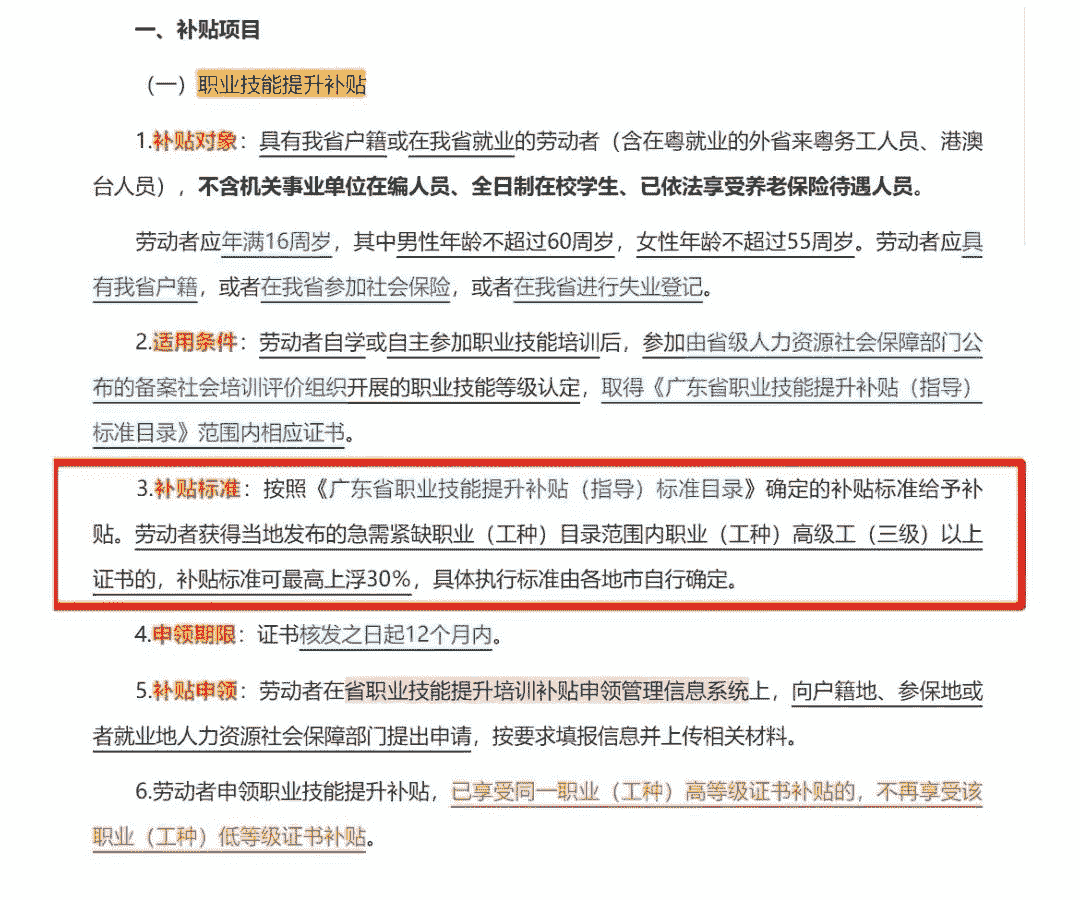 一、补贴项目
（一）职业技能提升补贴
1.补贴对象：具有我省户籍或在我省就业的劳动者（含在粤就业的外省来粤务工人员、港澳
台人员），不含机关事业单位在编人员、全日制在校学生、已依法享受养老保险待遇人员。
劳动者应年满16周岁，其中男性年龄不超过60周岁，女性年龄不超过55周岁。劳动者应具
有我省户籍，或者在我省参加社会保险，或者在我省进行失业登记。
2.适用条件：劳动者自学或自主参加职业技能培训后，参加由省级人力资源社会保障部门公
布的备案社会培训评价组织开展的职业技能等级认定，取得《广东省职业技能提升补贴（指导）
标准目录》范围内相应证书。
3.补贴标准：按照《广东省职业技能提升补贴（指导）标准目录》确定的补贴标准给予补
贴。劳动者获得当地发布的急需紧缺职业（工种）目录范围内职业（工种）高级工（三级）以上
证书的，补贴标准可最高上浮30%，具体执行标准由各地市自行确定。
4.申领期限：证书核发之日起12个月内。
5.补贴申领：劳动者在省职业技能提升培训补贴申领管理信息系统上，向户籍地、参保地或
者就业地人力资源社会保障部门提出申请，按要求填报信息并上传相关材料。
6.劳动者申领职业技能提升补贴，已享受同一职业（工种）高等级证书补贴的，不再享受该
职业（工种）低等级证书补贴。